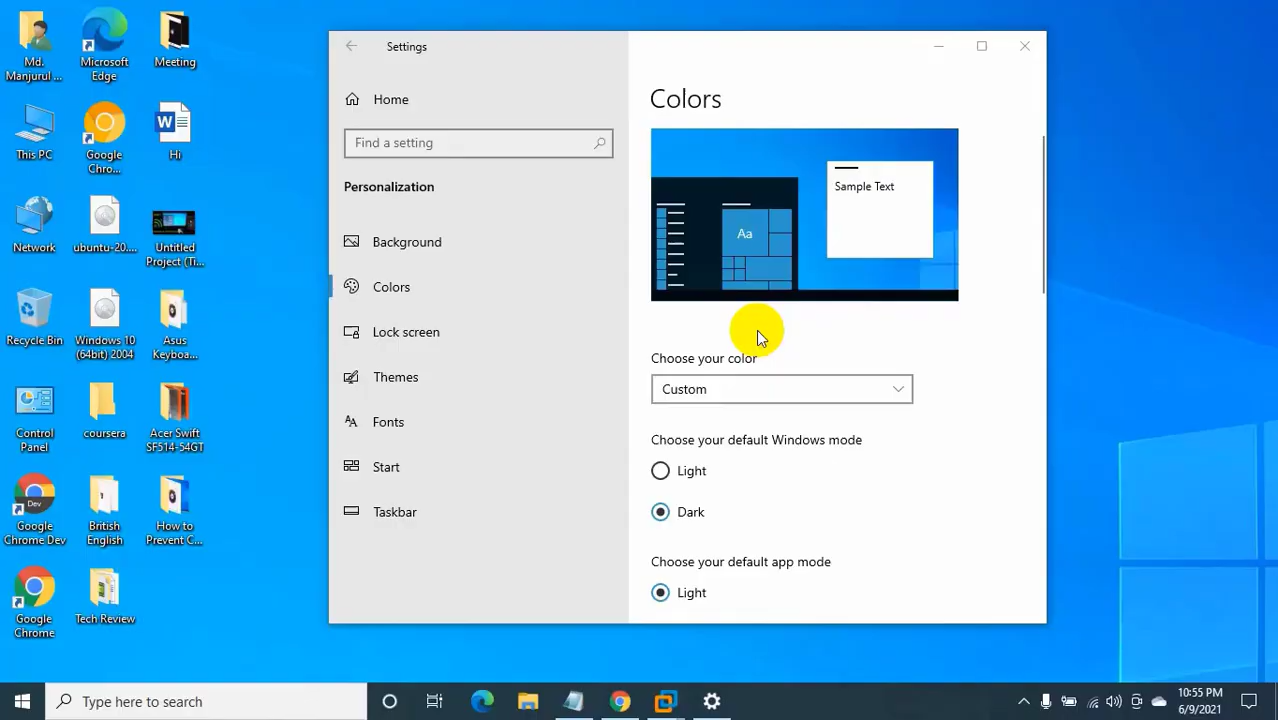 Md.
Manjurul ...
Microsoft
Edge
Meeting
This PC
Google
Chro...
Hi
Network
ubuntu-20....
Untitled
Project (Ti...
Recycle Bin
Windows 10
(64bit) 2004
Asus
Keyboa...
Control
Panel
coursera
Acer Swift
SF514-54GT
Dev
Google
Chrome Dev
British
English
How to
Prevent C...
Google
Chrome
Tech Review
Settings
Home
Find a setting
Personalization
Background
Colors
Lock screen
Themes
Fonts
Start
Taskbar
Colors
Sample Text
Aa
Choose your color
Custom
Choose your default Windows mode
Light
Dark
Choose your default app mode
Light
Type here to search
10:55 PM
6/9/2021